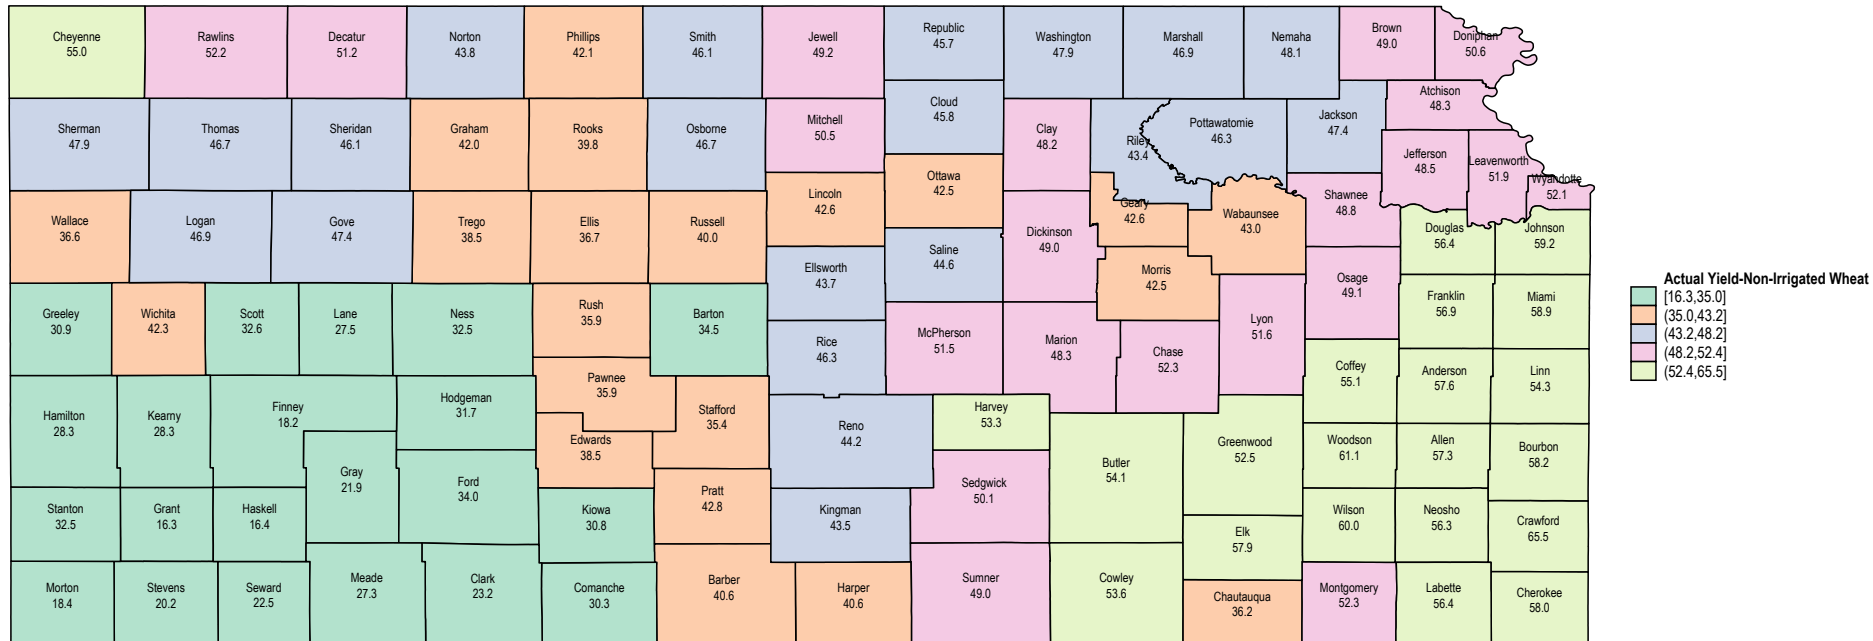 Cheyenne
55.0
Rawlins
52.2
Decatur
51.2
Norton
43.8
Phillips
42.1
Smith
46.1
Jewell
49.2
Republic
45.7
Washington
47.9
Marshall
46.9
Nemaha
48.1
Brown
49.0
Doniphan
50.6
Sherman
47.9
Thomas
46.7
Sheridan
46.1
Graham
42.0
Rooks
39.8
Osborne
46.7
Mitchell
50.5
Cloud
45.8
Clay
48.2
Riley
43.4
Pottawatomie
46.3
Jackson
47.4
Atchison
48.3
Jefferson
48.5
Leavenworth
51.9
Wyandotte
52.1
Wallace
36.6
Logan
46.9
Gove
47.4
Trego
38.5
Ellis
36.7
Russell
40.0
Lincoln
42.6
Ottawa
42.5
Saline
44.6
Ellsworth
43.7
Dickinson
49.0
Geary
42.6
Wabaunsee
43.0
Shawnee
48.8
Morris
42.5
Osage
49.1
Douglas
56.4
Johnson
59.2
Greeley
30.9
Wichita
42.3
Scott
32.6
Lane
27.5
Ness
32.5
Rush
35.9
Barton
34.5
Rice
46.3
McPherson
51.5
Marion
48.3
Chase
52.3
Lyon
51.6
Franklin
56.9
Miami
58.9
Hamilton
28.3
Kearny
28.3
Finney
18.2
Hodgeman
31.7
Pawnee
35.9
Stafford
35.4
Edwards
38.5
Reno
44.2
Harvey
53.3
Butler
54.1
Greenwood
52.5
Coffey
55.1
Anderson
57.6
Linn
54.3
Gray
21.9
Ford
34.0
Sedgwick
50.1
Woodson
61.1
Allen
57.3
Bourbon
58.2
Stanton
32.5
Grant
16.3
Haskell
16.4
Kiowa
30.8
Pratt
42.8
Kingman
43.5
Elk
57.9
Wilson
60.0
Neosho
56.3
Crawford
65.5
Morton
18.4
Stevens
20.2
Seward
22.5
Meade
27.3
Clark
23.2
Comanche
30.3
Barber
40.6
Harper
40.6
Sumner
49.0
Cowley
53.6
Chautauqua
36.2
Montgomery
52.3
Labette
56.4
Cherokee
58.0
Actual Yield-Non-Irrigated Wheat
[16.3,35.0]
(35.0,43.2]
(43.2,48.2]
(48.2,52.4]
(52.4,65.5]